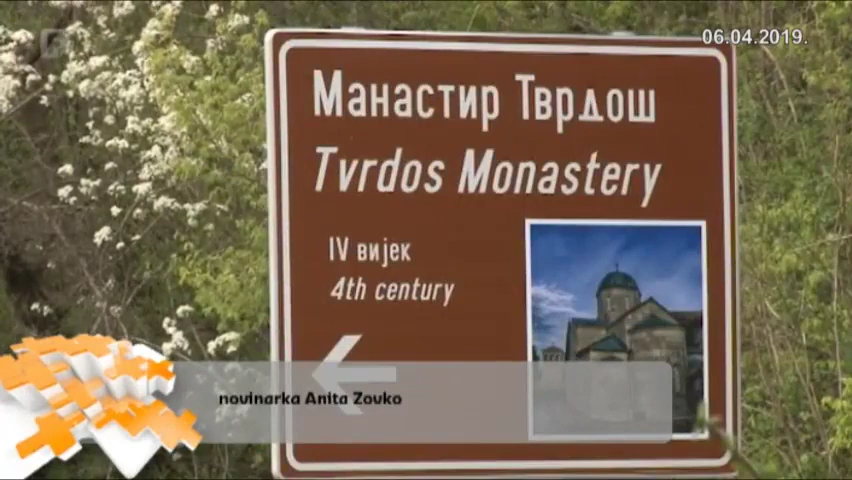 06.04.2019.
Манастир Тврдош
Tvrdos Monastery
IV вијек
4th century
novinarka Anita Zovko